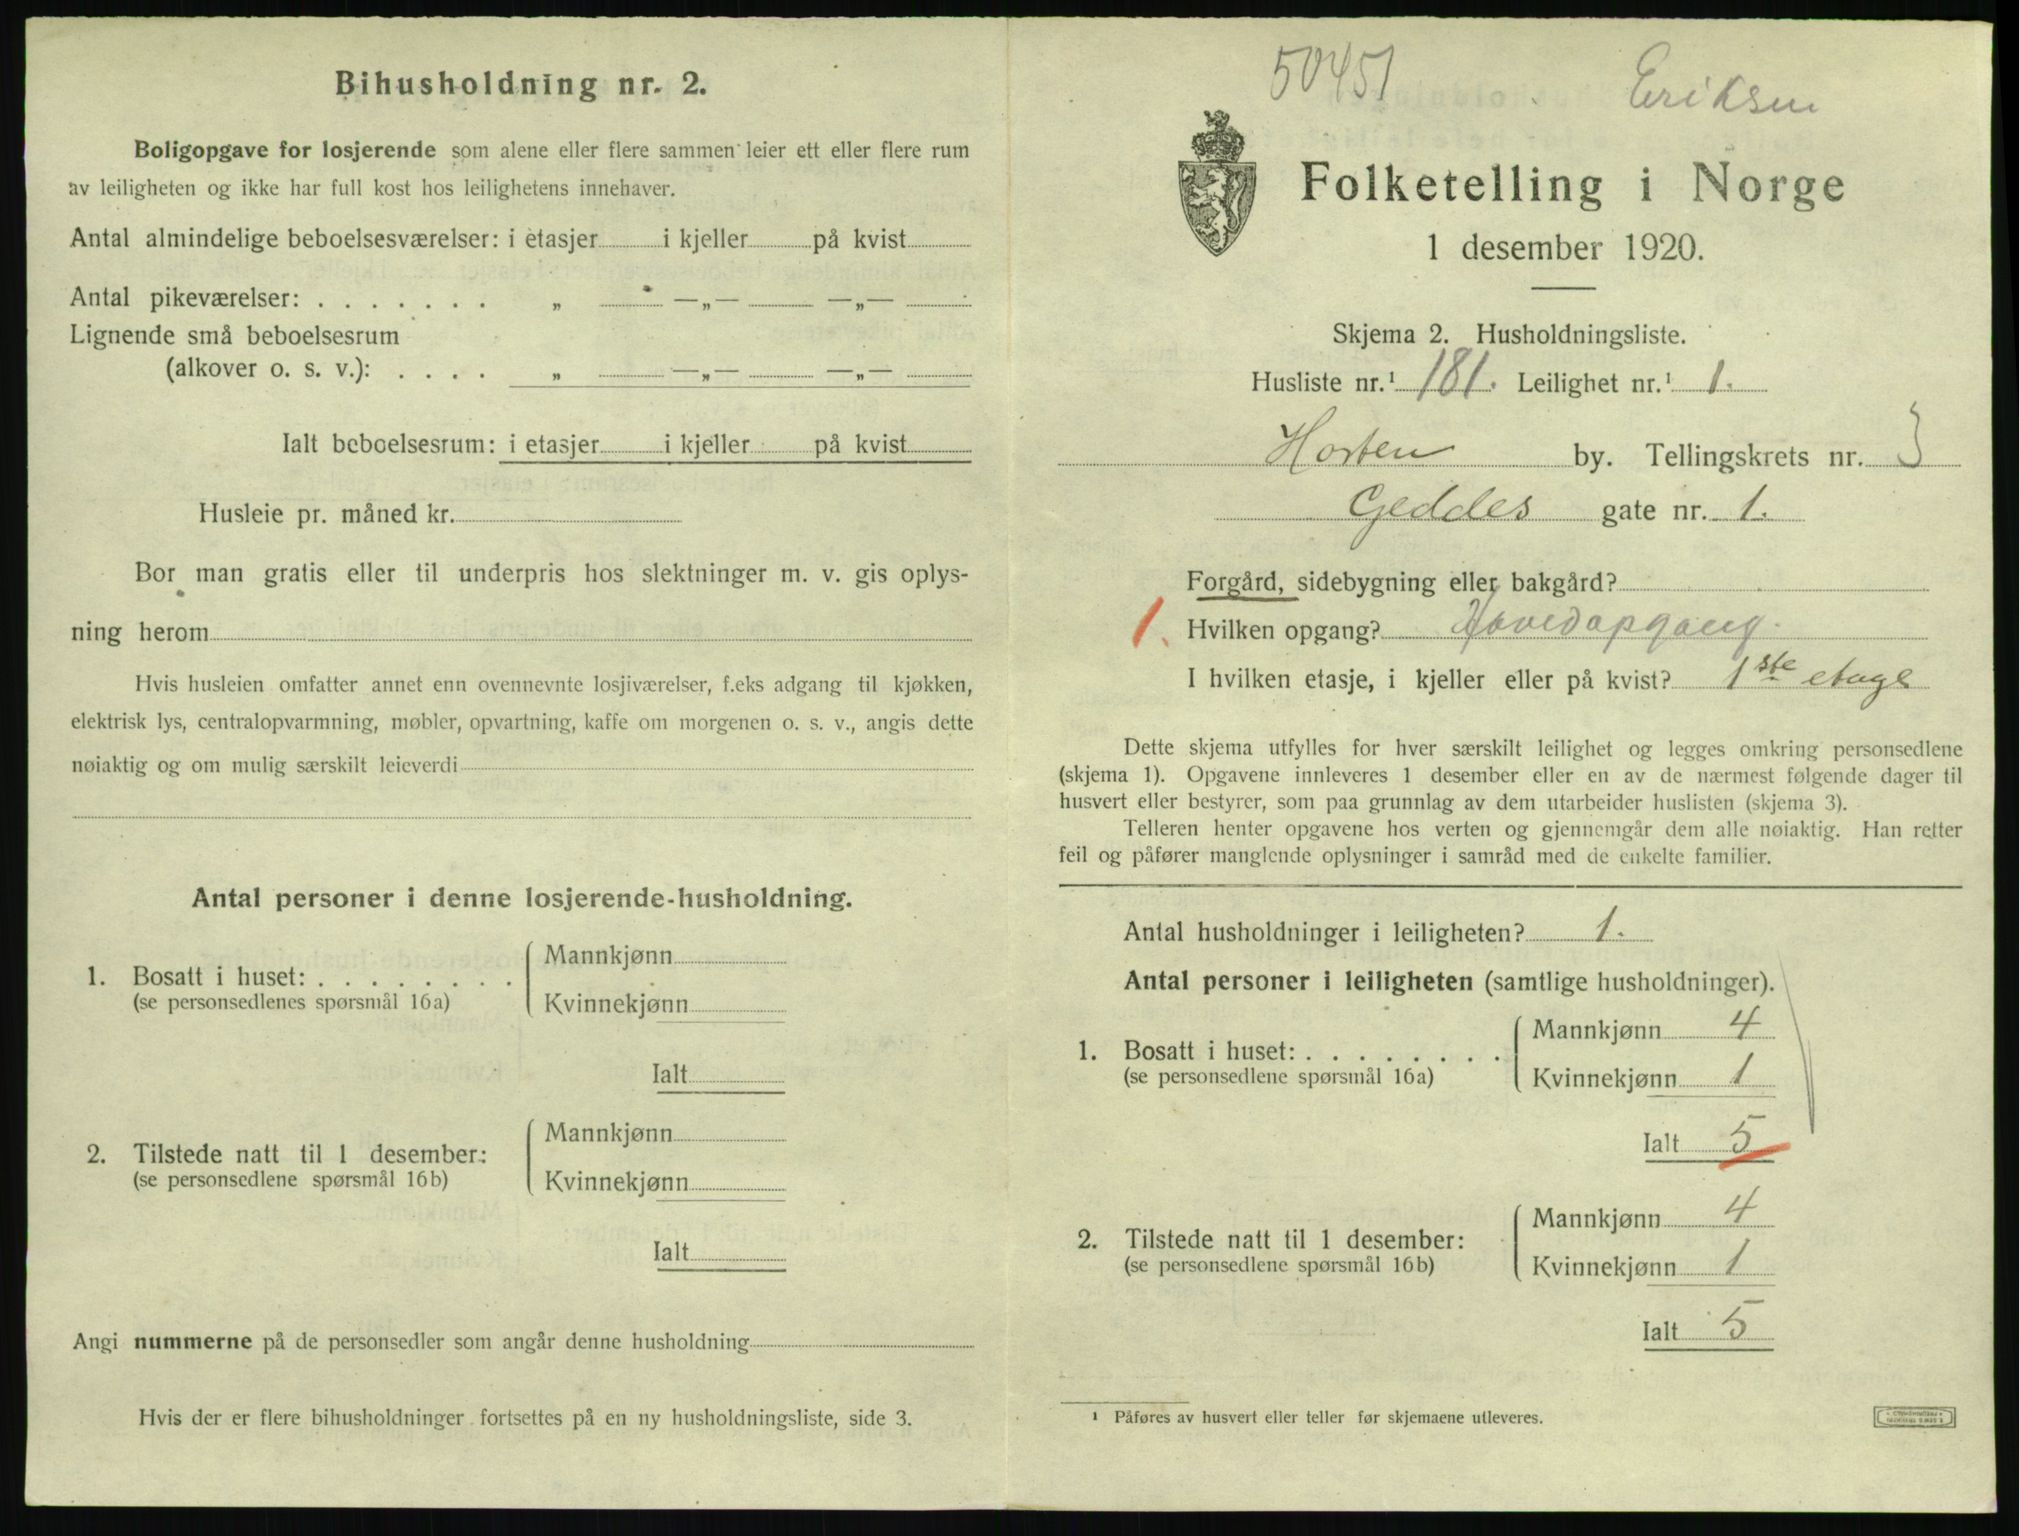 Bihusholdning nr. 2.
Boligopgave for losjerende som alene eller flere sammen leier ett eller flere rum
av leiligheten og ikke har full kost hos leilighetens innehaver.
Antal almindelige beboelsesværelser: i etasjer i kjeller på kvist
Antal pikeværelser: . . . . . . . „ —„— —„—
Lignende små beboelsesrum
(alkover o. s. v.): . . . . „ —„— —„—
Ialt beboelsesrum: i etasjer i kjeller på kvist
Husleie pr. måned kr.
Bor man gratis eller til underpris hos slektninger m. v. gis oplys-
ning herom
Hvis husleien omfatter annet enn ovennevnte losjiværelser, f.eks adgang til kjøkken,
elektrisk lys, centralopvarmning, møbler, opvartning, kaffe om morgenen o. s. v., angis dette
nøiaktig og om mulig særskilt leieverdi
Antal personer i denne losjerende-husholdning.
1. Bosatt i huset: . . . . . . . .
(se personsedlenes spørsmål 16a)
Mannkjønn
Kvinnekjønn
Ialt
2. Tilstede natt til 1 desember:
(se personsedlene spørsmål 16b)
Mannkjønn
Kvinnekjønn
Ialt
Angi nummerne på de personsedler som angår denne husholdning
Hvis der er flere bihusholdninger fortsettes på en ny husholdningsliste, side 3.
50451 Eriksen
Folketelling i Norge
1 desember 1920.
Skjema 2. Husholdningsliste.
Husliste nr.¹ 181. Leilighet nr.¹ 1.
Horten by. Tellingskrets nr. 3
Geddes gate nr. 1.
Forgård, sidebygning eller bakgård?
1. Hvilken opgang? Hovedopgang.
I hvilken etasje, i kjeller eller på kvist? 1ste etage
Dette skjema utfylles for hver særskilt leilighet og legges omkring personsedlene
(skjema 1). Opgavene innleveres 1 desember eller en av de nærmest følgende dager til
husvert eller bestyrer, som paa grunnlag av dem utarbeider huslisten (skjema 3).
Telleren henter opgavene hos verten og gjennemgår dem alle nøiaktig. Han retter
feil og påfører manglende oplysninger i samråd med de enkelte familier.
Antal husholdninger i leiligheten? 1.
Antal personer i leiligheten (samtlige husholdninger).
1. Bosatt i huset: . . . . . . . .
(se personsedlene spørsmål 16a)
Mannkjønn 4
Kvinnekjønn 1
Ialt 5
2. Tilstede natt til 1 desember:
(se personsedlene spørsmål 16b)
Mannkjønn 4
Kvinnekjønn 1
Ialt 5
¹ Påføres av husvert eller teller før skjemaene utleveres.